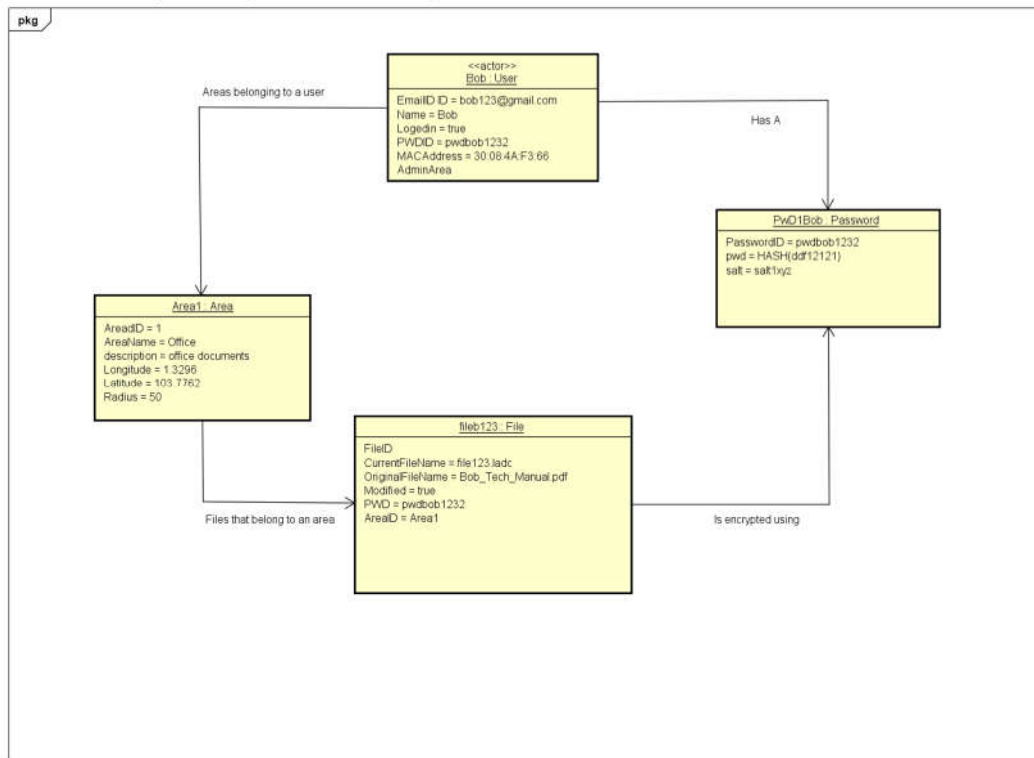 pkg
<<actor>>
Bob : User
EmailID ID = bob123@gmail.com
Name = Bob
Logedin = true
PWDID = pwdbob1232
MACAddress = 30:08:4A:F3:66
AdminArea
Areas belonging to a user
Has A
PwD1Bob : Password
PasswordID = pwdbob1232
pwd = HASH(ddf12121)
salt = salt1xyz
Area1 : Area
AreadID = 1
AreaName = Office
description = office documents
Longitude = 1.3296
Latitude = 103.7762
Radius = 50
fileb123 : File
FileID
CurrentFileName = file123.ladc
OriginalFileName = Bob_Tech_Manual.pdf
Modified = true
PWD = pwdbob1232
AreaID = Area1
Files that belong to an area
Is encrypted using